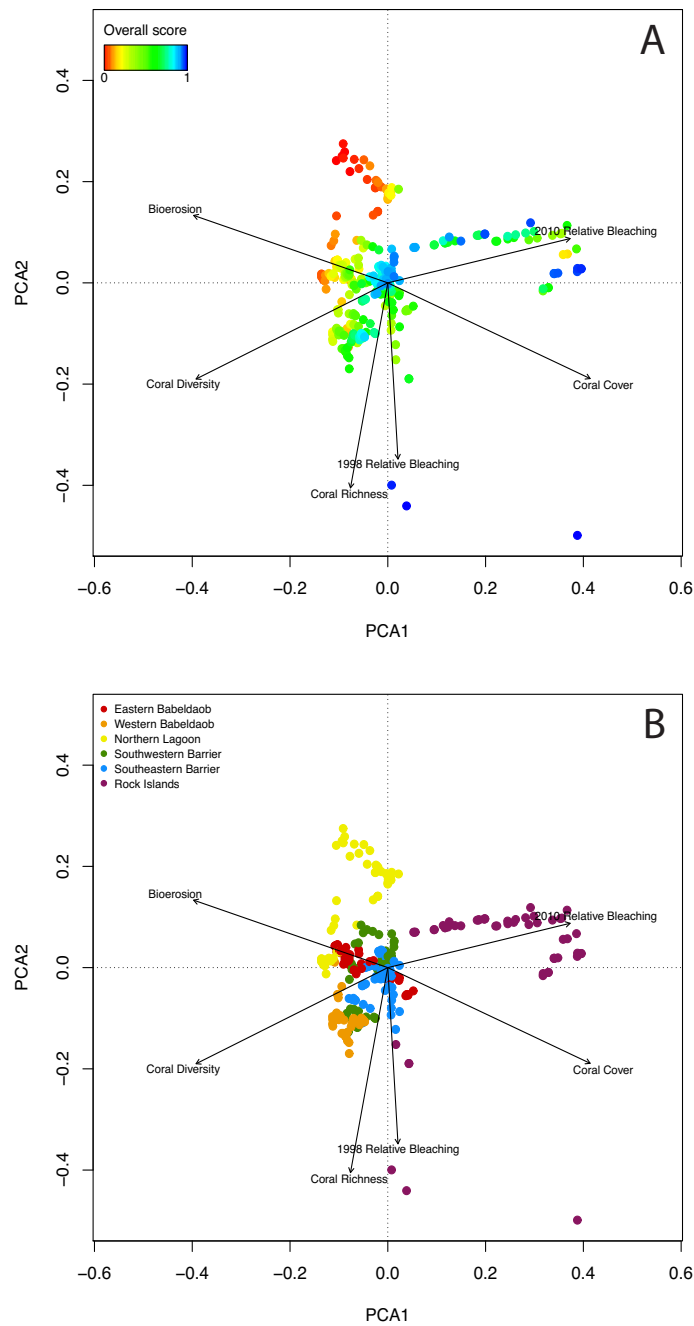 Overall score
0 1
A
0.4
0.2
0.0
−0.2
−0.4
PCA2
Bioerosion
2010 Relative Bleaching
Coral Diversity
Coral Cover
1998 Relative Bleaching
Coral Richness
−0.6 −0.4 −0.2 0.0 0.2 0.4 0.6
PCA1
B
Eastern Babeldaob
Western Babeldaob
Northern Lagoon
Southwestern Barrier
Southeastern Barrier
Rock Islands
0.4
0.2
0.0
−0.2
−0.4
PCA2
Bioerosion
2010 Relative Bleaching
Coral Diversity
Coral Cover
1998 Relative Bleaching
Coral Richness
−0.6 −0.4 −0.2 0.0 0.2 0.4 0.6
PCA1